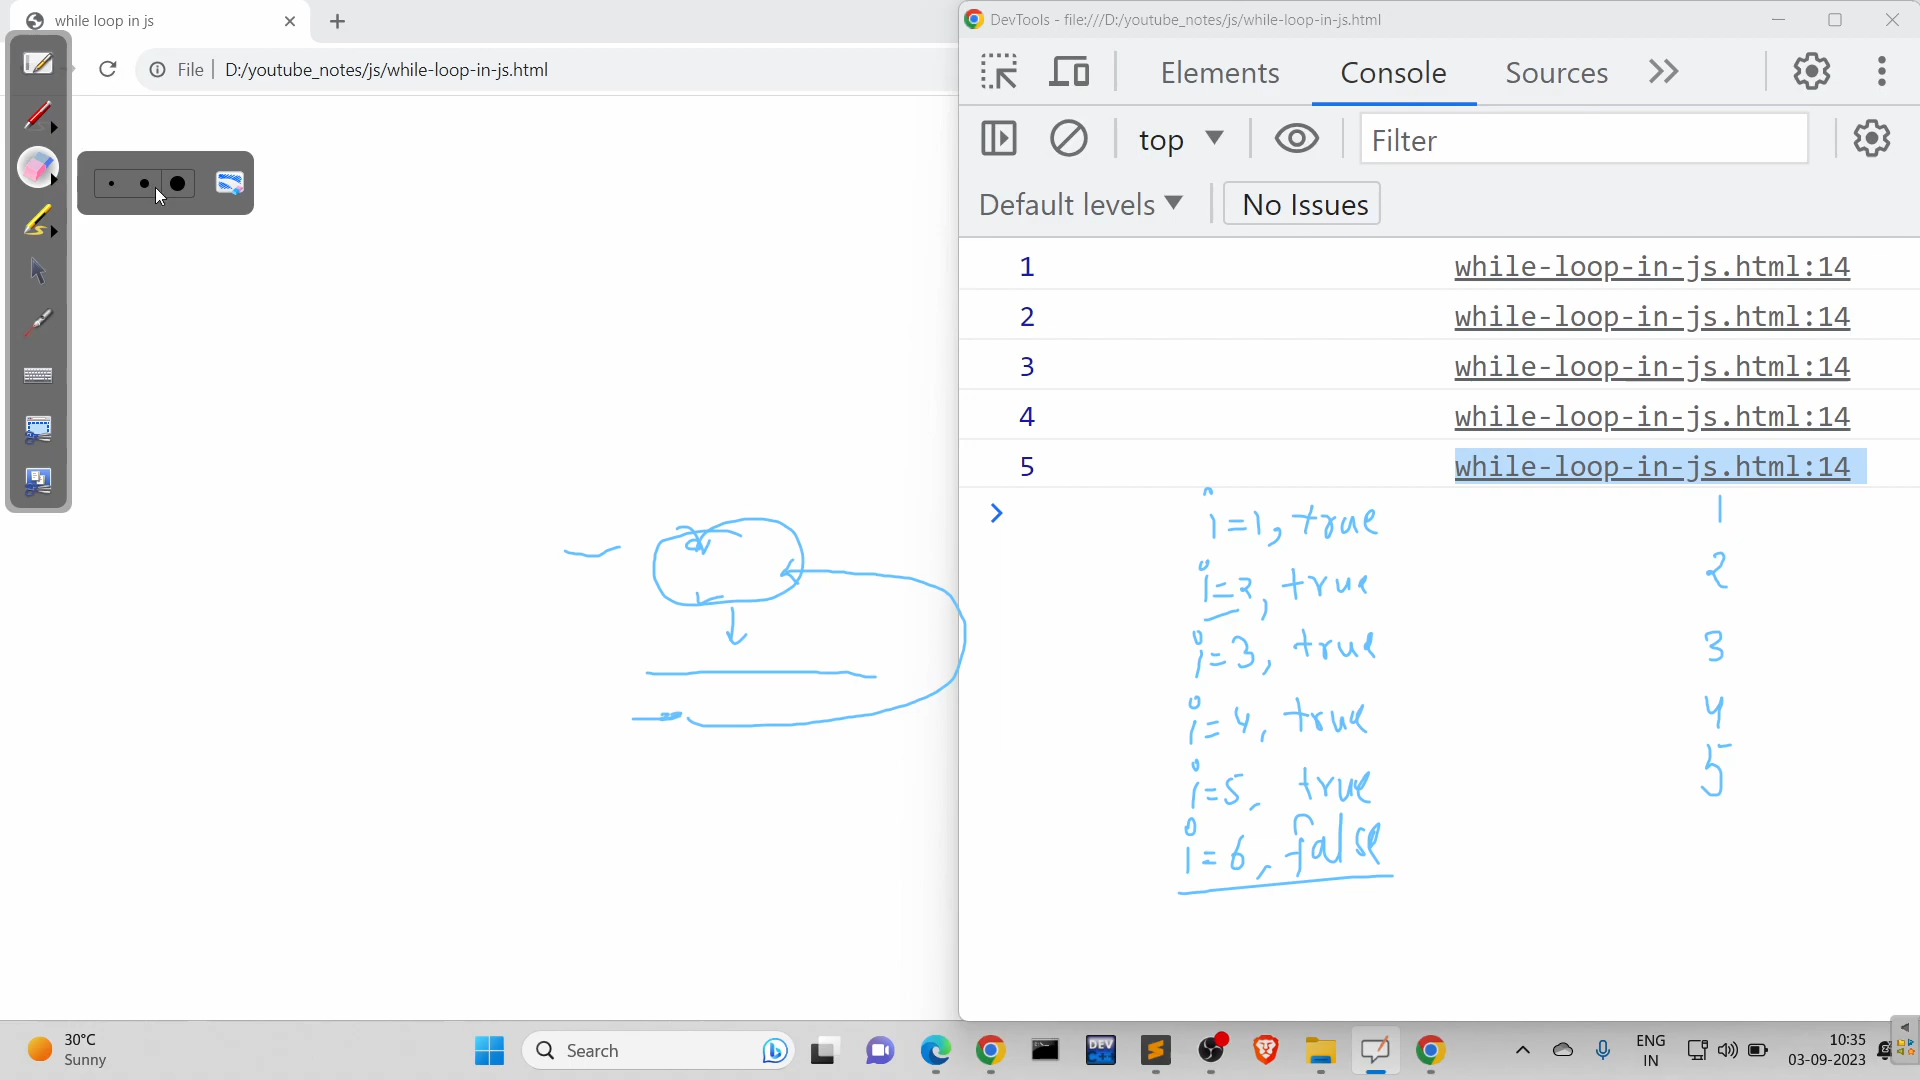 while loop in js
DevTools - file:///D:/youtube_notes/js/while-loop-in-js.html
File D:/youtube_notes/js/while-loop-in-js.html
Elements Console Sources
top Filter
Default levels No Issues
1 while-loop-in-js.html:14
2 while-loop-in-js.html:14
3 while-loop-in-js.html:14
4 while-loop-in-js.html:14
5 while-loop-in-js.html:14
i=1, true 1
i=2, true 2
i=3, true 3
i=4, true 4
i=5, true 5
i=6, false
30°C
Sunny
Search
DEV
ENG
IN
10:35
03-09-2023